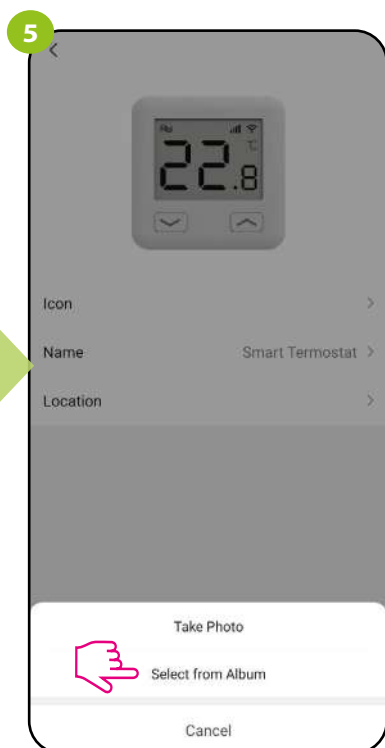 5
22.8
℃
Icon
Name Smart Termostat
Location
Take Photo
Select from Album
Cancel